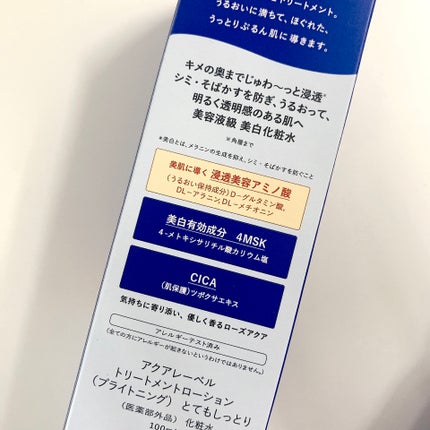 トリートメント。
うるおいに満ちて、ほぐれた、
うっとりぷるん肌に導きます。
キメの奥までじゅわ〜っと浸透※
シミ・そばかすを防ぎ、うるおって、
明るく透明感のある肌へ
美容液級 美白化粧水
※角層まで
*美白とは、メラニンの生成を抑え、シミ・そばかすを防ぐこと
美肌に導く 浸透美容アミノ酸
(うるおい保持成分)D-グルタミン酸、
DL-アラニン、DL-メチオニン
美白有効成分 4MSK
4-メトキシサリチル酸カリウム塩
CICA
(肌保護)ツボクサエキス
気持ちに寄り添い、優しく香るローズアクア
アレルギーテスト済み
(全ての方にアレルギーが起きないというわけではありません。)
アクアレーベル
トリートメントローション
(ブライトニング) とてもしっとり
(医薬部外品) 化粧水